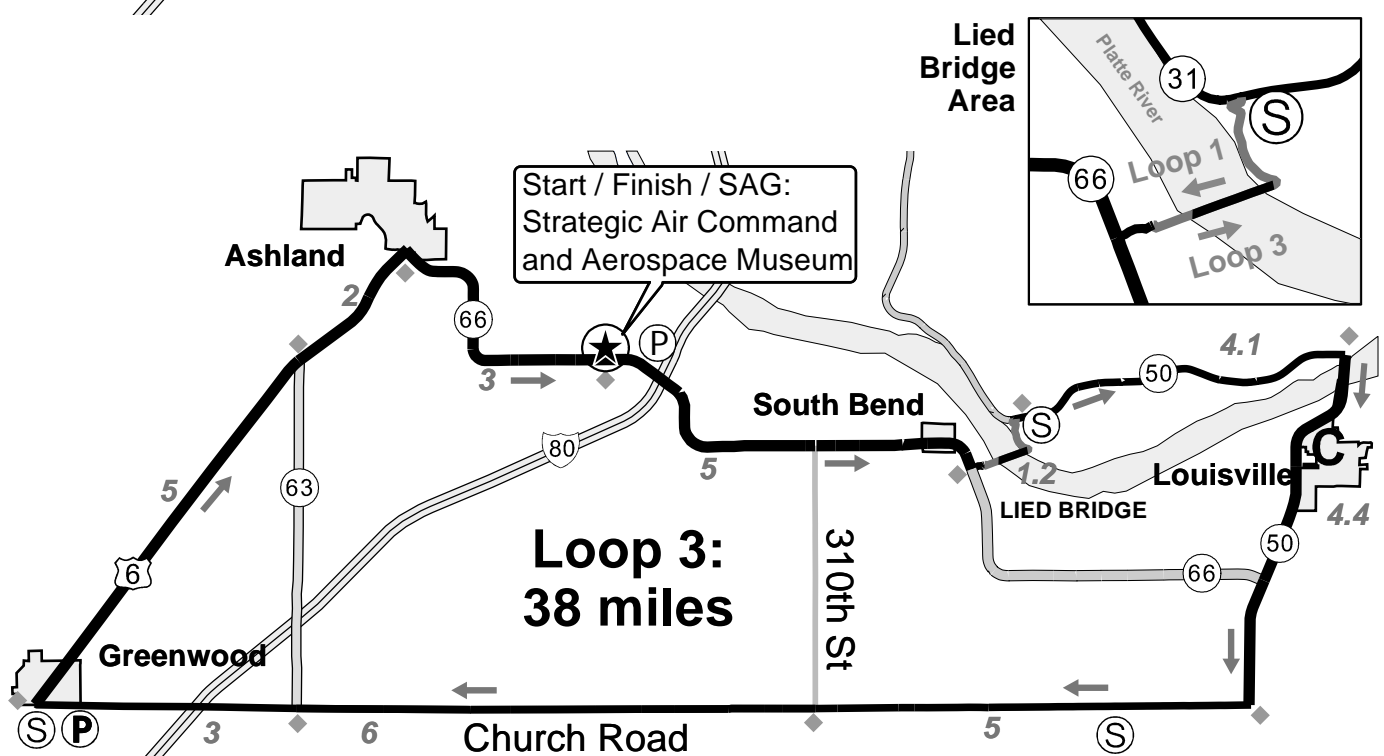 Lied
Bridge
Area
Platte River
31
S
Loop 1
66
Loop 3
Start / Finish / SAG:
Strategic Air Command
and Aerospace Museum
Ashland
2
66
P
3
4.1
50
South Bend
S
C
80
5
1.2
Louisville
5
63
LIED BRIDGE
4.4
Loop 3:
38 miles
310th St
50
6
66
Greenwood
S
P
3
6
Church Road
5
S